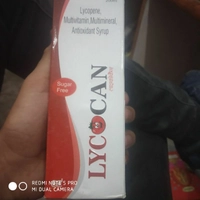 Lycopene,
Multivitamin, Multimineral,
Antioxidant Syrup
Sugar
Free
LYCOCAN
REDMI NOTE 5 PRO
MI DUAL CAMERA